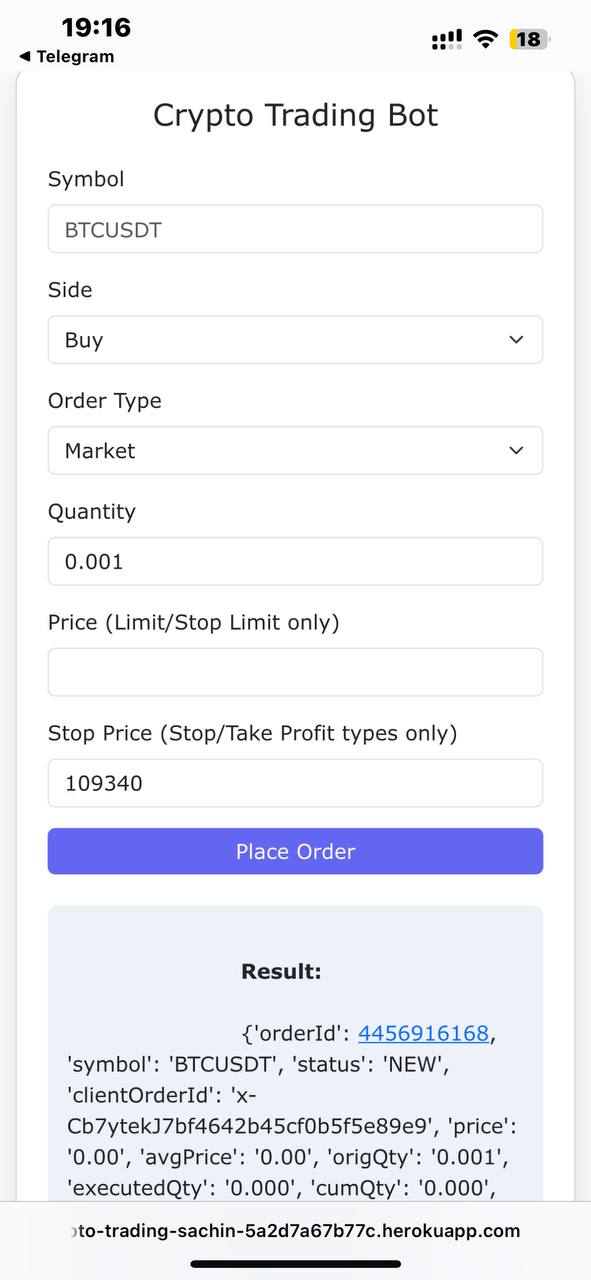 19:16
18
◀ Telegram
Crypto Trading Bot
Symbol
BTCUSDT
Side
Buy
Order Type
Market
Quantity
0.001
Price (Limit/Stop Limit only)
Stop Price (Stop/Take Profit types only)
109340
Place Order
Result:
{'orderId': 4456916168,
'symbol': 'BTCUSDT', 'status': 'NEW',
'clientOrderId': 'x-
Cb7ytekJ7bf4642b45cf0b5f5e89e9', 'price':
'0.00', 'avgPrice': '0.00', 'origQty': '0.001',
'executedQty': '0.000', 'cumQty': '0.000',
to-trading-sachin-5a2d7a67b77c.herokuapp.com